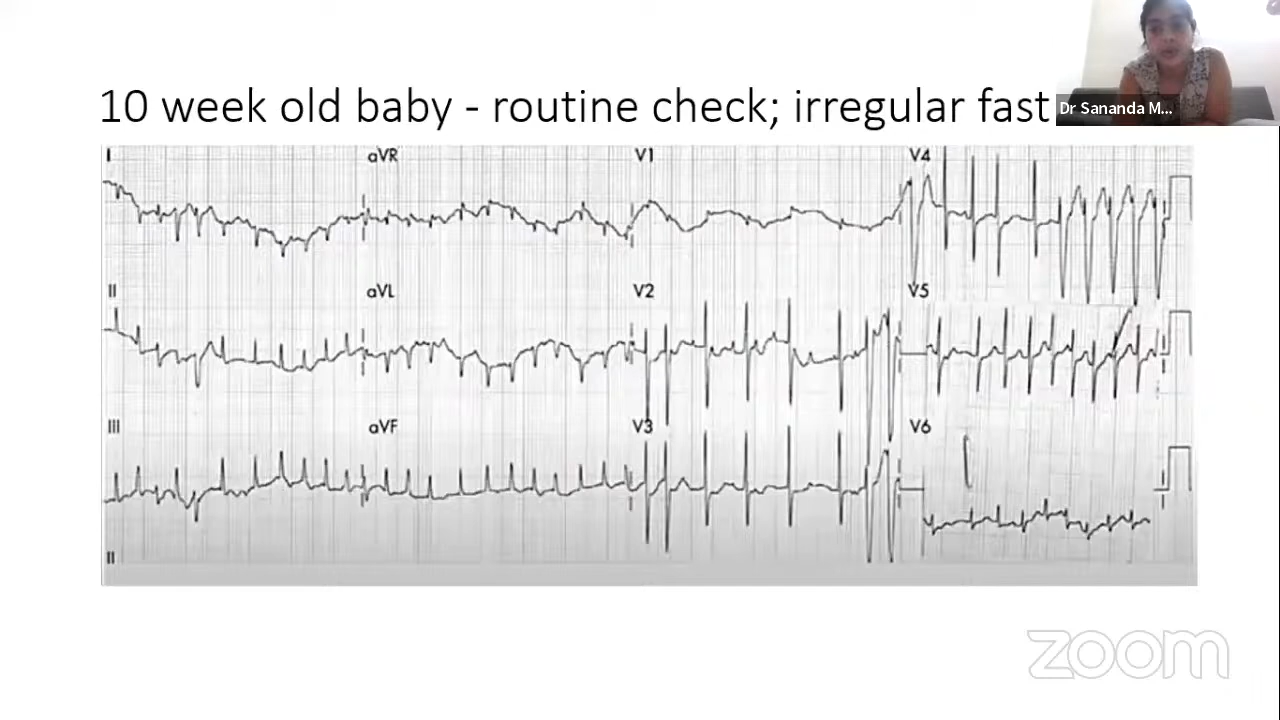 10 week old baby - routine check; irregular fast
Dr Sananda M...
I aVR V1 V4
II aVL V2 V5
III aVF V3 V6
II
zoom